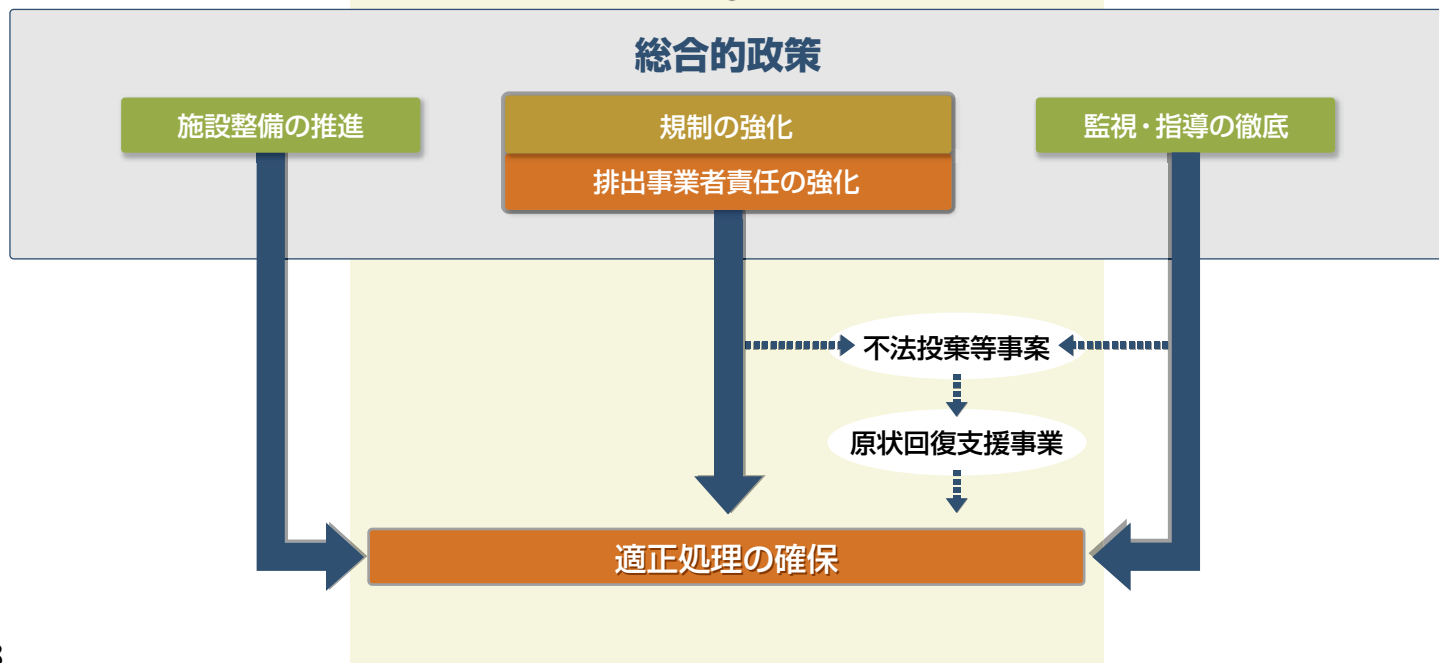 総合的政策
施設整備の推進
規制の強化
監視・指導の徹底
排出事業者責任の強化
不法投棄等事案
原状回復支援事業
適正処理の確保